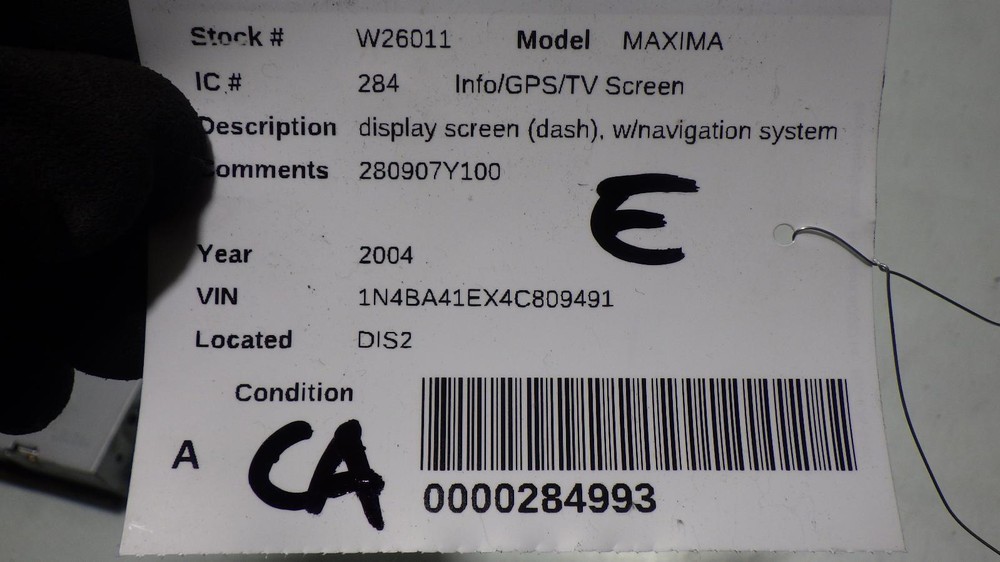 Stock # W26011 Model MAXIMA
IC # 284 Info/GPS/TV Screen
Description display screen (dash), w/navigation system
Comments 280907Y100
E
Year 2004
VIN 1N4BA41EX4C809491
Located DIS2
Condition
A CA
0000284993